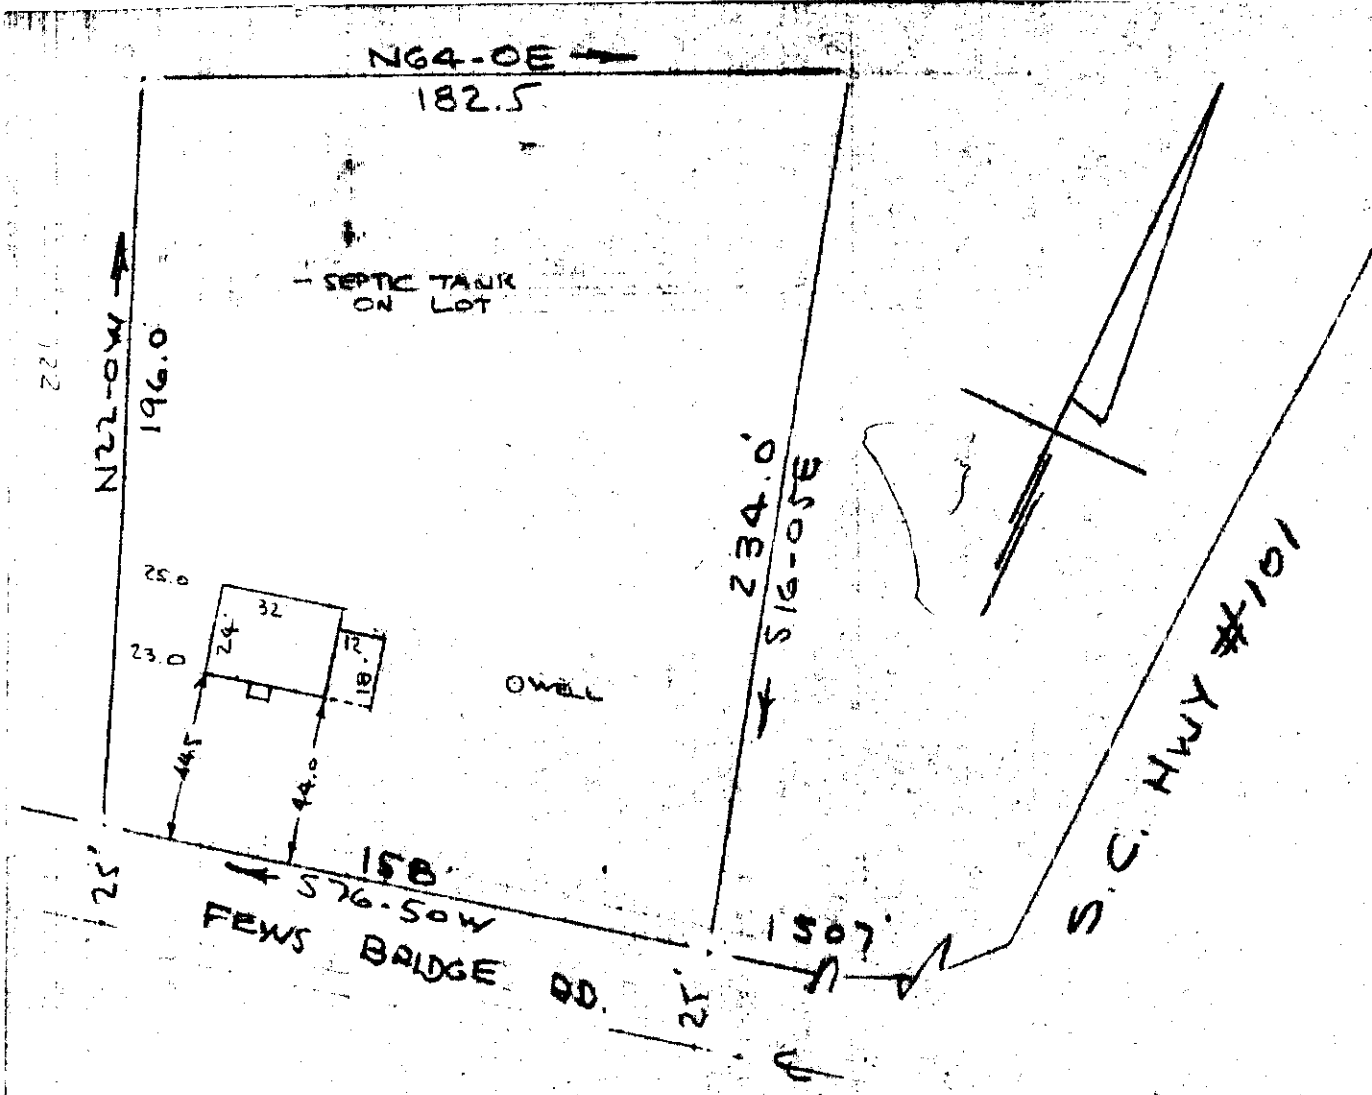 N64-0E
182.5
- SEPTIC TANK
ON LOT
N22-0W
196.0
234.0'
S16-05E
25.0
32
24
23.0
12
18
O WELL
44.5
44.0
158
S76-50W
FEWS BRIDGE RD.
25'
25'
1507'
S.C. HWY #101